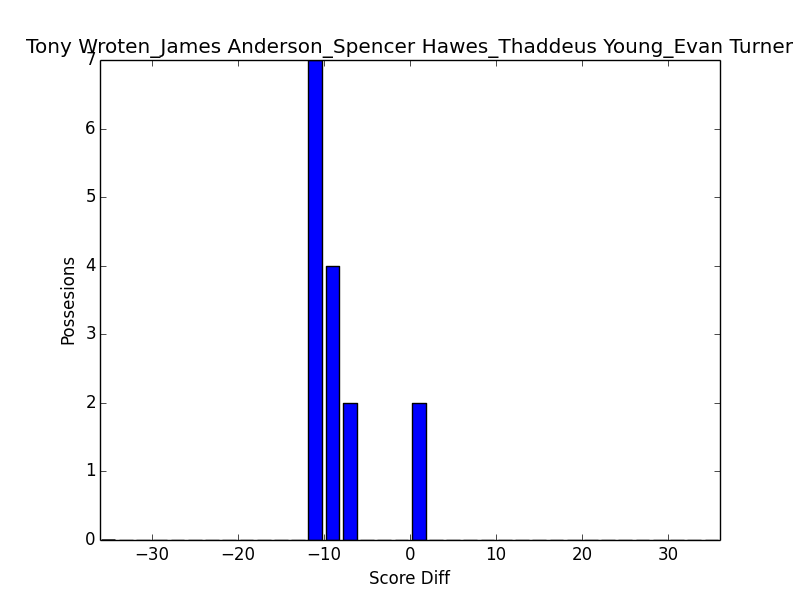 Tony Wroten_James Anderson_Spencer Hawes_Thaddeus Young_Evan Turner
7
6
5
4
3
2
1
0
Possesions
−30 −20 −10 0 10 20 30
Score Diff